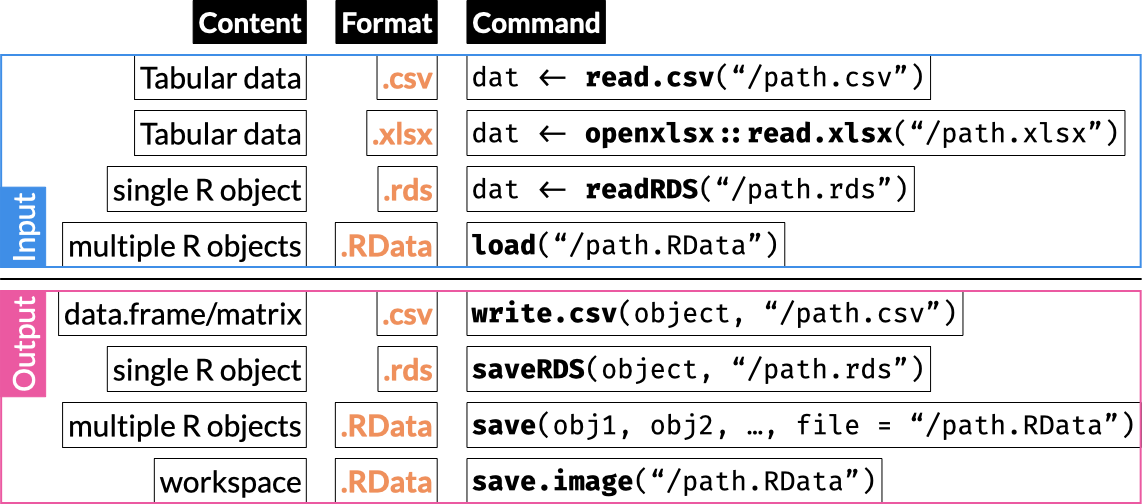 Content Format Command
Tabular data .csv dat ← read.csv(“/path.csv”)
Tabular data .xlsx dat ← openxlsx::read.xlsx(“/path.xlsx”)
single R object .rds dat ← readRDS(“/path.rds”)
multiple R objects .RData load(“/path.RData”)
Input
data.frame/matrix .csv write.csv(object, “/path.csv”)
single R object .rds saveRDS(object, “/path.rds”)
multiple R objects .RData save(obj1, obj2, …, file = “/path.RData”)
workspace .RData save.image(“/path.RData”)
Output